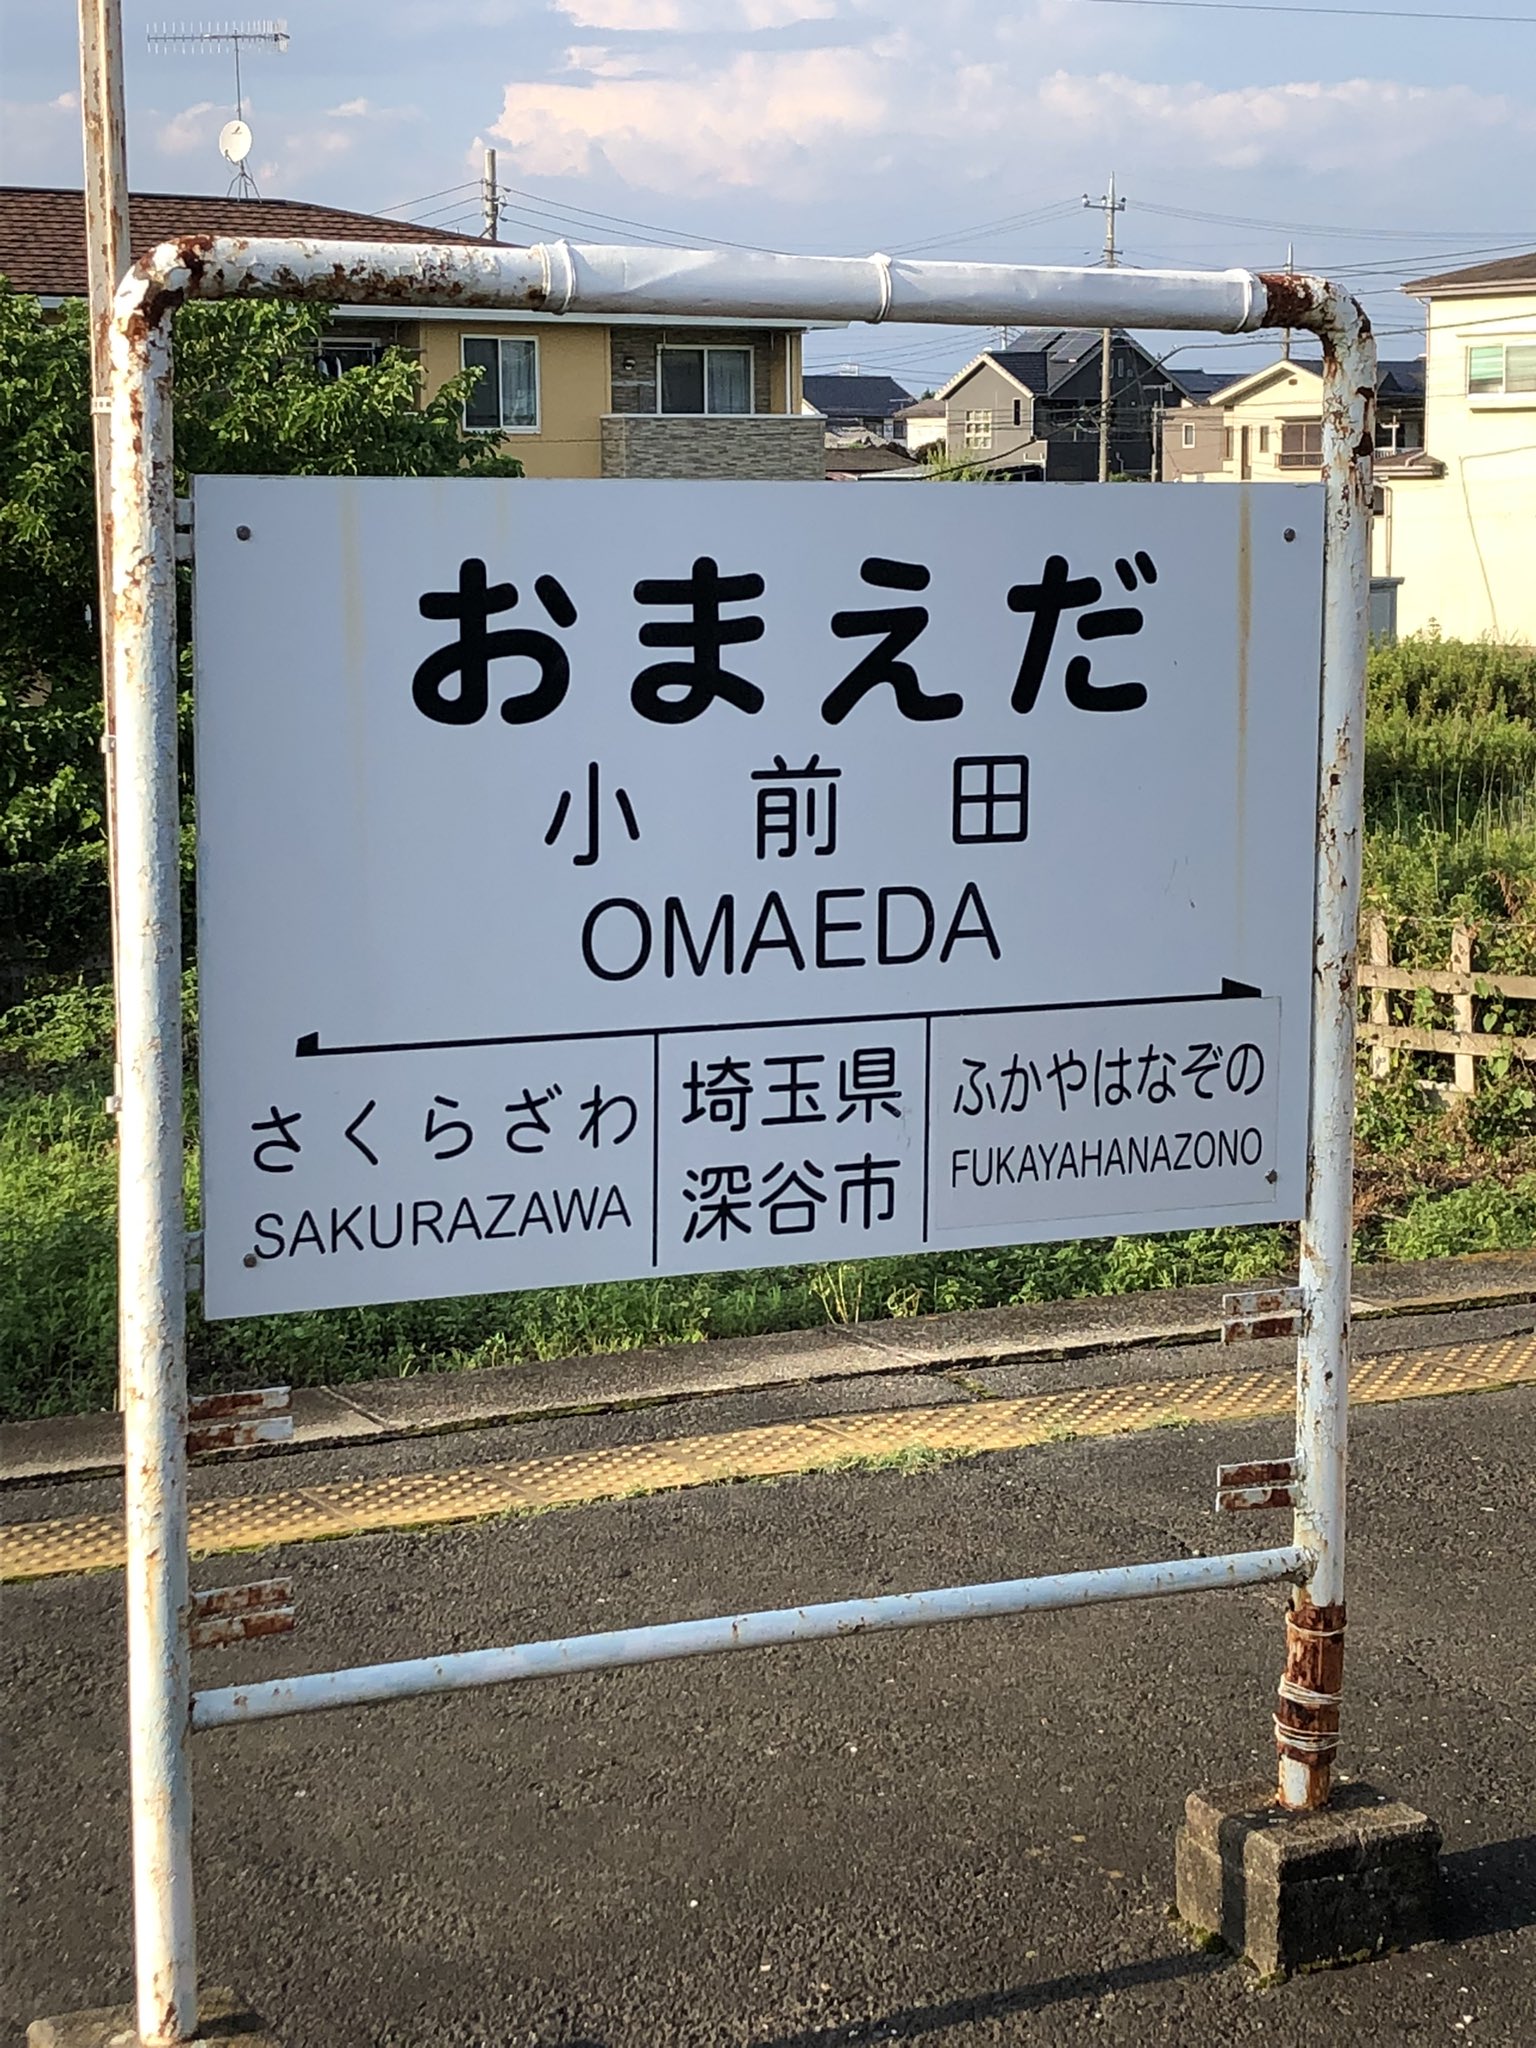 おまえだ
小前田
OMAEDA
さくらざわ
SAKURAZAWA
埼玉県
深谷市
ふかやはなぞの
FUKAYAHANAZONO